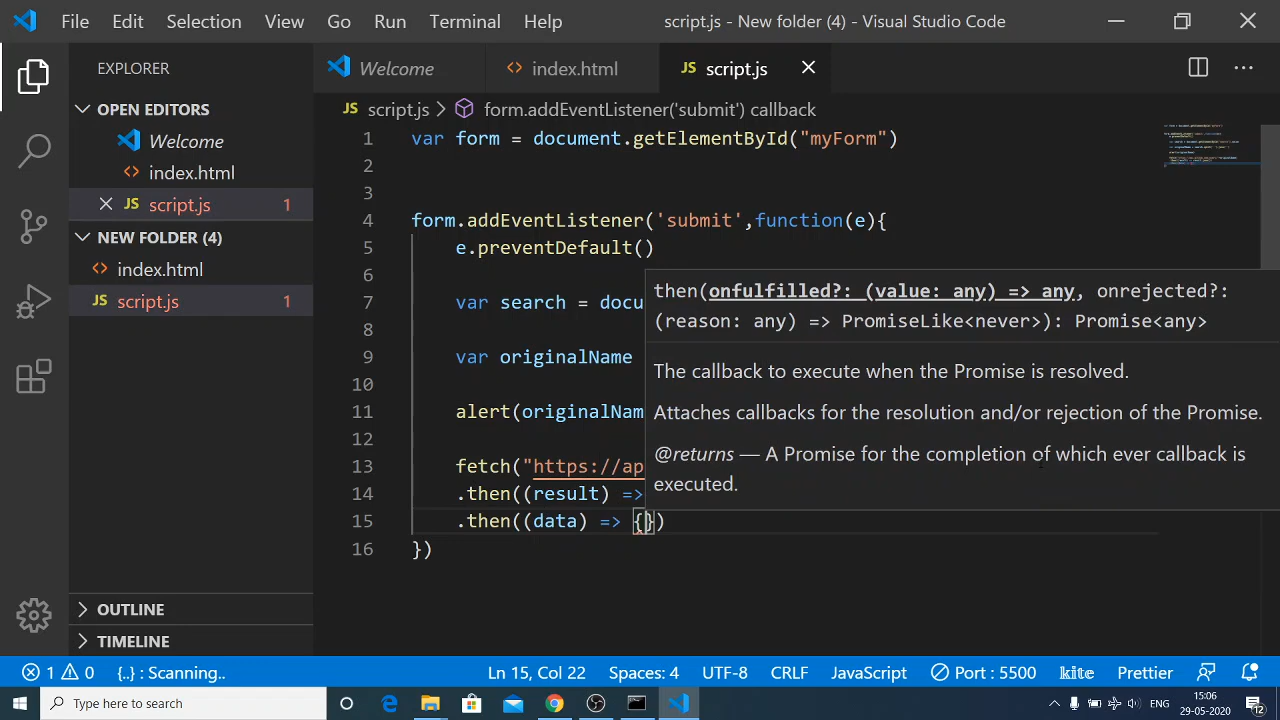 File Edit Selection View Go Run Terminal Help script.js - New folder (4) - Visual Studio Code
EXPLORER
Welcome
index.html
script.js
OPEN EDITORS
Welcome
index.html
script.js 1
NEW FOLDER (4)
index.html
script.js 1
OUTLINE
TIMELINE
JS script.js > form.addEventListener('submit') callback
1 var form = document.getElementById("myForm")
2
3
4 form.addEventListener('submit',function(e){
5 e.preventDefault()
6
7 var search = docu
8
9 var originalName
10
11 alert(originalNam
12
13 fetch("https://ap
14 .then((result) =>
15 .then((data) => {})
16 })
then(onfulfilled?: (value: any) => any, onrejected?:
(reason: any) => PromiseLike<never>): Promise<any>
The callback to execute when the Promise is resolved.
Attaches callbacks for the resolution and/or rejection of the Promise.
@returns — A Promise for the completion of which ever callback is
executed.
1 0 {..} : Scanning.. Ln 15, Col 22 Spaces: 4 UTF-8 CRLF JavaScript Port : 5500 kite Prettier
Type here to search
ENG
15:06
29-05-2020
12